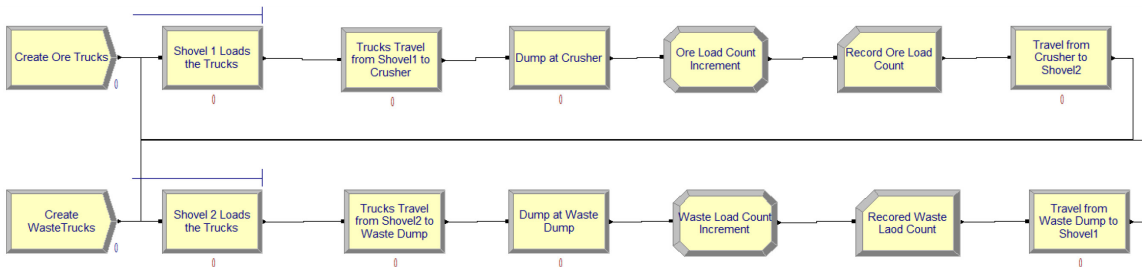 Create Ore Trucks
Shovel 1 Loads
the Trucks
Trucks Travel
from Shovel1 to
Crusher
Dump at Crusher
Ore Load Count
Increment
Record Ore Load
Count
Travel from
Crusher to
Shovel2
0
0
0
0
0
Create
WasteTrucks
Shovel 2 Loads
the Trucks
Trucks Travel
from Shovel2 to
Waste Dump
Dump at Waste
Dump
Waste Load Count
Increment
Recored Waste
Laod Count
Travel from
Waste Dump to
Shovel1
0
0
0
0
0